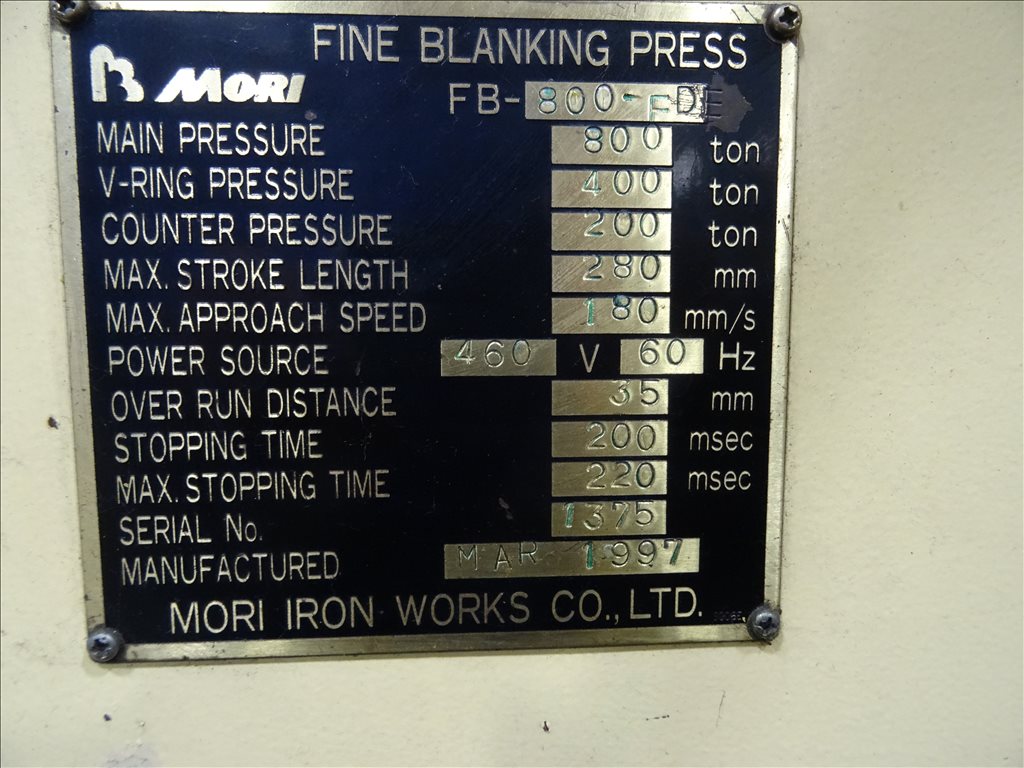 FINE BLANKING PRESS
MORI FB-800-FDE
MAIN PRESSURE 800 ton
V-RING PRESSURE 400 ton
COUNTER PRESSURE 200 ton
MAX. STROKE LENGTH 280 mm
MAX. APPROACH SPEED 180 mm/s
POWER SOURCE 460 V 60 Hz
OVER RUN DISTANCE 35 mm
STOPPING TIME 200 msec
MAX. STOPPING TIME 220 msec
SERIAL No. 1375
MANUFACTURED MAR. 1997
MORI IRON WORKS CO., LTD.